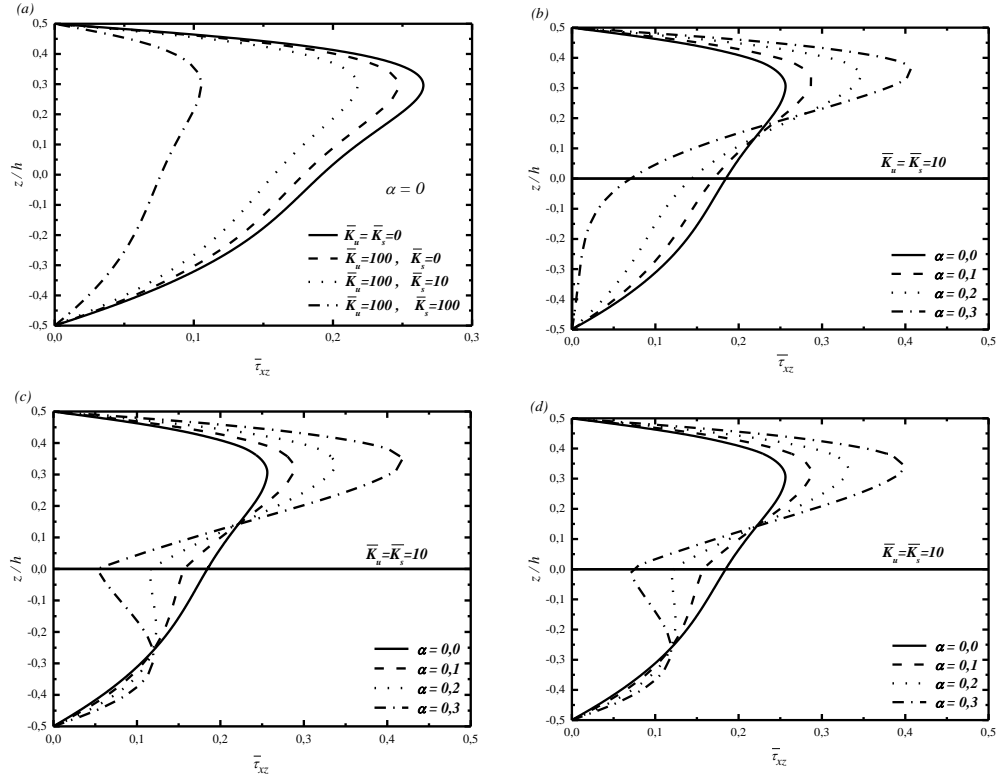 (a)
0,5
0,4
0,3
0,2
0,1
0,0
-0,1
-0,2
-0,3
-0,4
-0,5
z / h
α = 0
K̅u = K̅s=0
K̅u=100 , K̅s=0
K̅u=100 , K̅s=10
K̅u=100 , K̅s=100
0,0 0,1 0,2 0,3
τ̅xz
(b)
0,5
0,4
0,3
0,2
0,1
0,0
-0,1
-0,2
-0,3
-0,4
-0,5
z / h
K̅u = K̅s=10
α = 0,0
α = 0,1
α = 0,2
α = 0,3
0,0 0,1 0,2 0,3 0,4 0,5
τ̅xz
(c)
0,5
0,4
0,3
0,2
0,1
0,0
-0,1
-0,2
-0,3
-0,4
-0,5
z / h
K̅u=K̅s=10
α = 0,0
α = 0,1
α = 0,2
α = 0,3
0,0 0,1 0,2 0,3 0,4 0,5
τ̅xz
(d)
0,5
0,4
0,3
0,2
0,1
0,0
-0,1
-0,2
-0,3
-0,4
-0,5
z / h
K̅u=K̅s=10
α = 0,0
α = 0,1
α = 0,2
α = 0,3
0,0 0,1 0,2 0,3 0,4 0,5
τ̅xz